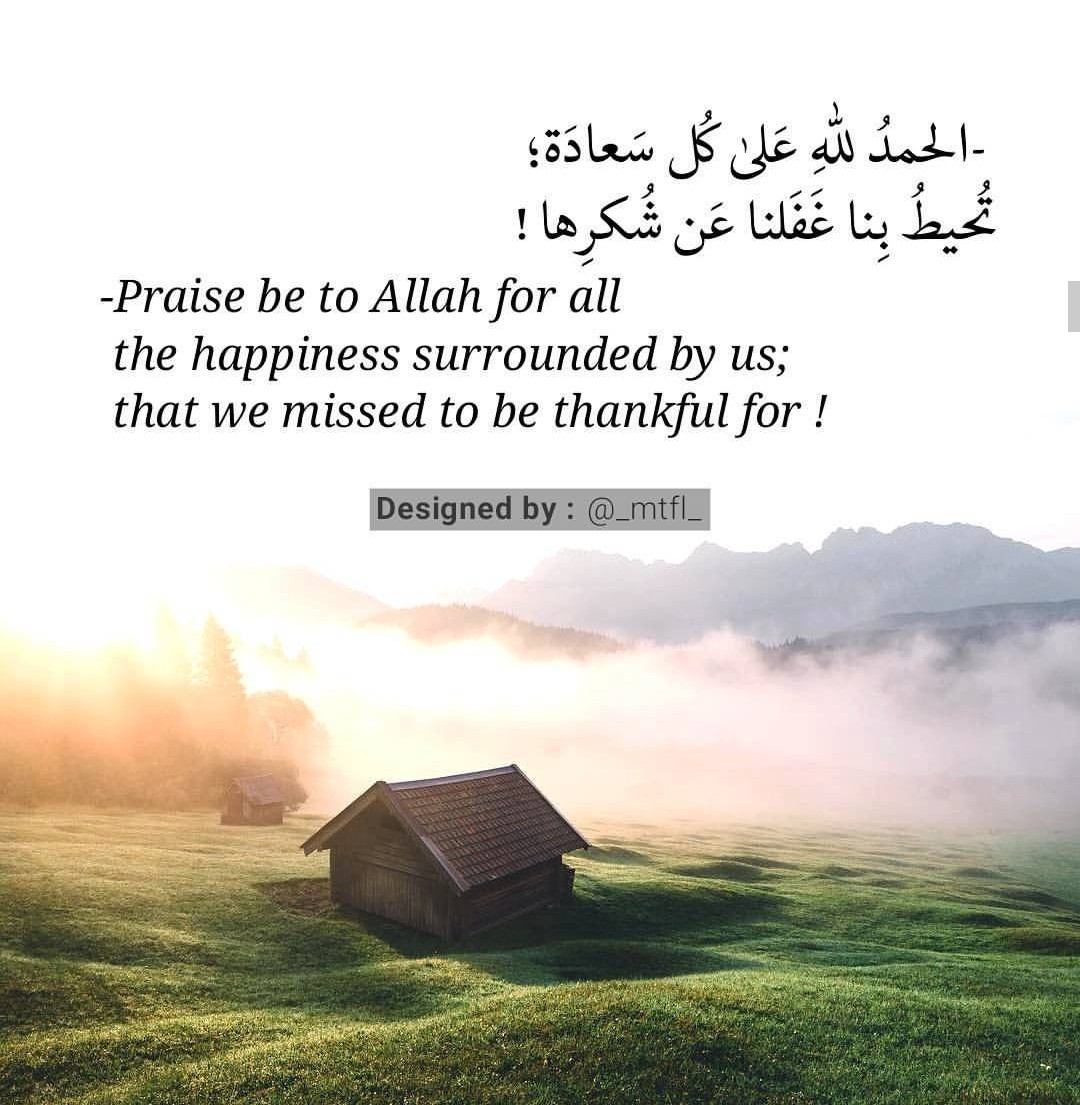 -الحمدُ للهِ عَلىٰ كُل سَعادَة؛
تُحيطُ بِنا غَفَلنا عَن شُكرِها !
-Praise be to Allah for all
the happiness surrounded by us;
that we missed to be thankful for !
Designed by : @_mtfl_